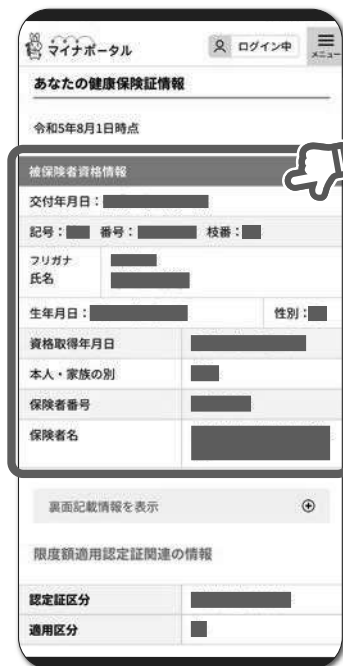 マイナポータル
ログイン中
メニュー
あなたの健康保険証情報
令和5年8月1日時点
被保険者資格情報
交付年月日：
記号： 番号： 枝番：
フリガナ
氏名
生年月日： 性別：
資格取得年月日
本人・家族の別
保険者番号
保険者名
裏面記載情報を表示
限度額適用認定証関連の情報
認定証区分
適用区分